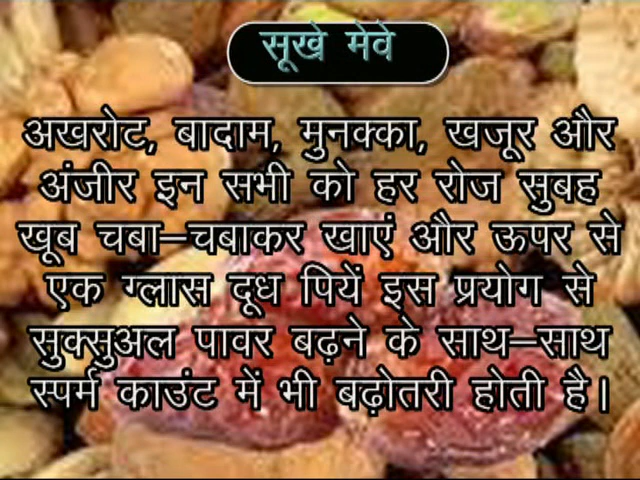 सूखे मेवे
अखरोट, बादाम, मुनक्का, खजूर और
अंजीर इन सभी को हर रोज सुबह
खूब चबा–चबाकर खाएं और ऊपर से
एक ग्लास दूध पियें इस प्रयोग से
सुक्सुअल पावर बढ़ने के साथ–साथ
स्पर्म काउंट में भी बढ़ोतरी होती है।